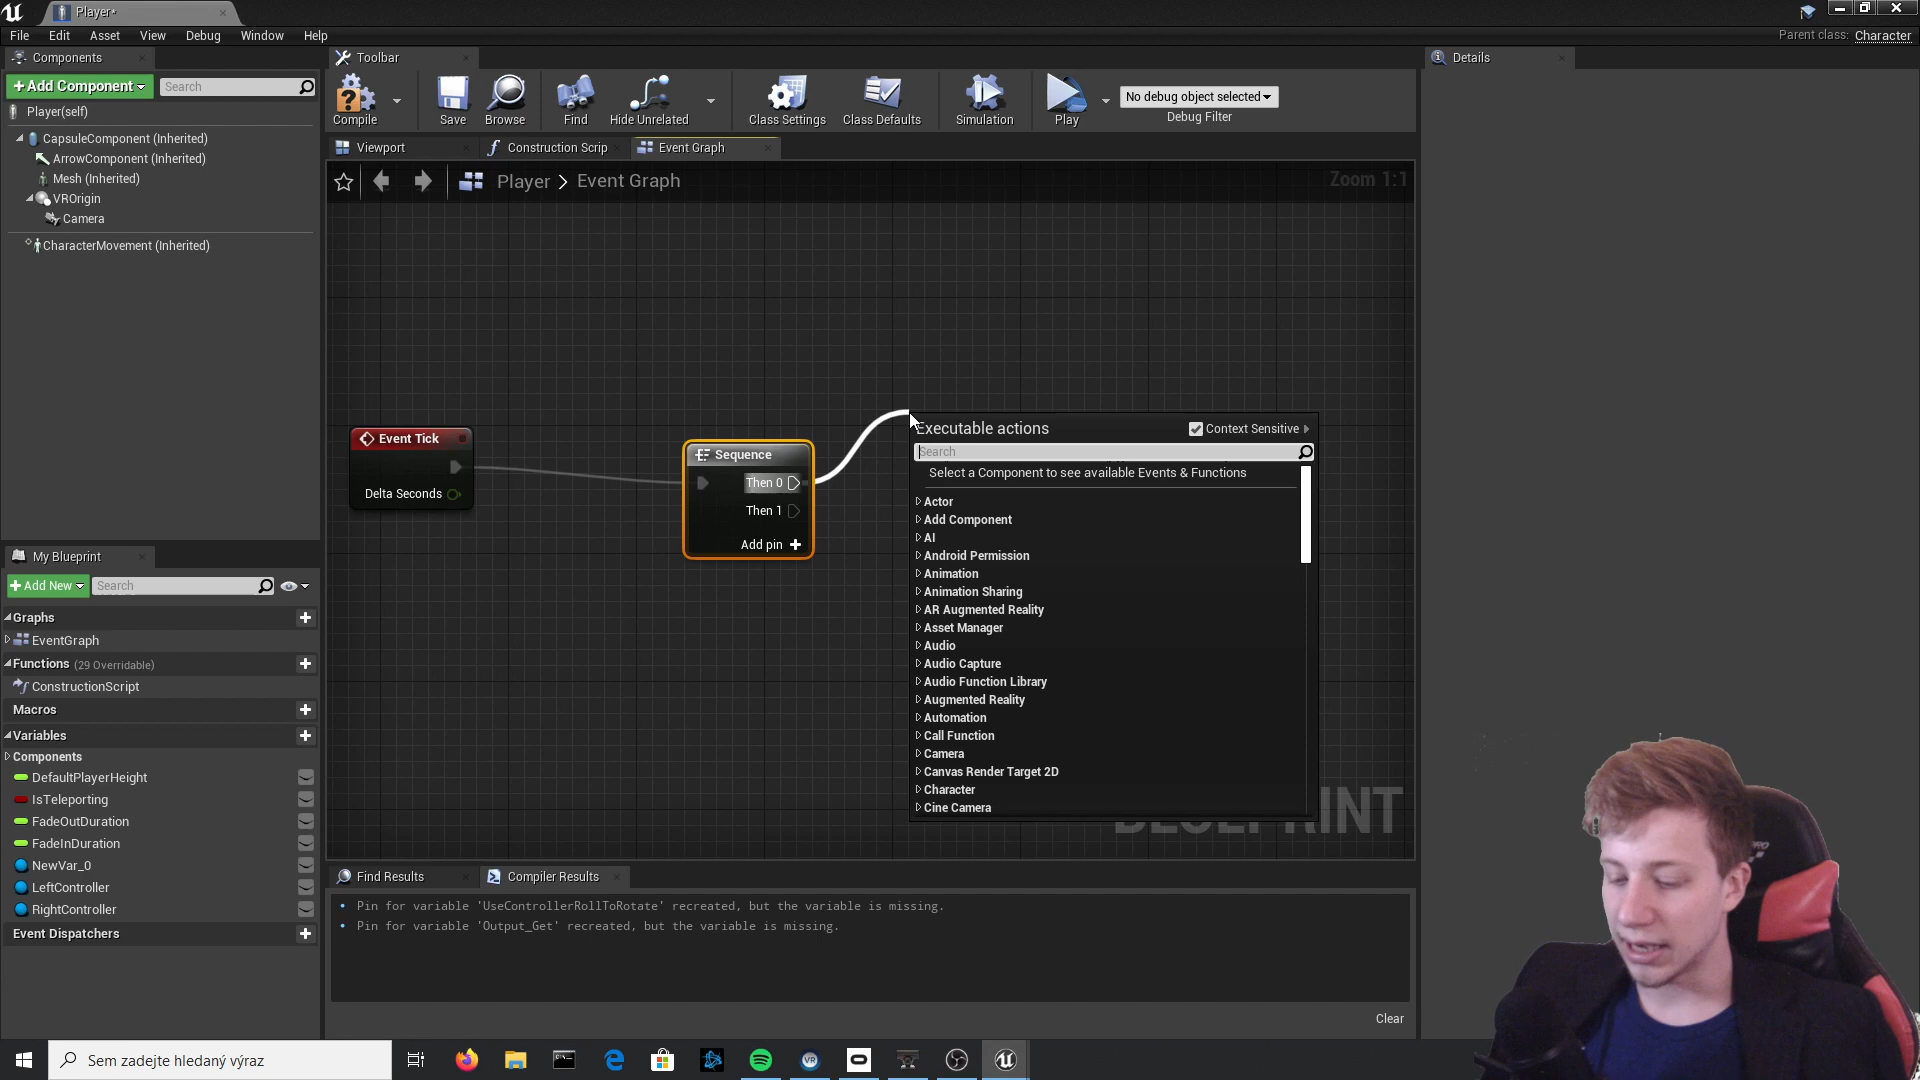 Player*
File Edit Asset View Debug Window Help
Parent class: Character
Components
Toolbar
Details
+Add Component
Search
Compile
Save
Browse
Find
Hide Unrelated
Class Settings
Class Defaults
Simulation
Play
No debug object selected
Debug Filter
Player(self)
CapsuleComponent (Inherited)
ArrowComponent (Inherited)
Mesh (Inherited)
VROrigin
Camera
CharacterMovement (Inherited)
Viewport
Construction Scrip
Event Graph
Player > Event Graph
Zoom 1:1
Event Tick
Delta Seconds
Sequence
Then 0
Then 1
Add pin +
Executable actions
Context Sensitive
Search
Select a Component to see available Events & Functions
Actor
Add Component
AI
Android Permission
Animation
Animation Sharing
AR Augmented Reality
Asset Manager
Audio
Audio Capture
Audio Function Library
Augmented Reality
Automation
Call Function
Camera
Canvas Render Target 2D
Character
Cine Camera
BLUEPRINT
My Blueprint
+Add New
Search
Graphs
EventGraph
Functions (29 Overridable)
ConstructionScript
Macros
Variables
Components
DefaultPlayerHeight
IsTeleporting
FadeOutDuration
FadeInDuration
NewVar_0
LeftController
RightController
Event Dispatchers
Find Results
Compiler Results
• Pin for variable 'UseControllerRollToRotate' recreated, but the variable is missing.
• Pin for variable 'Output_Get' recreated, but the variable is missing.
Clear
Sem zadejte hledaný výraz
VR